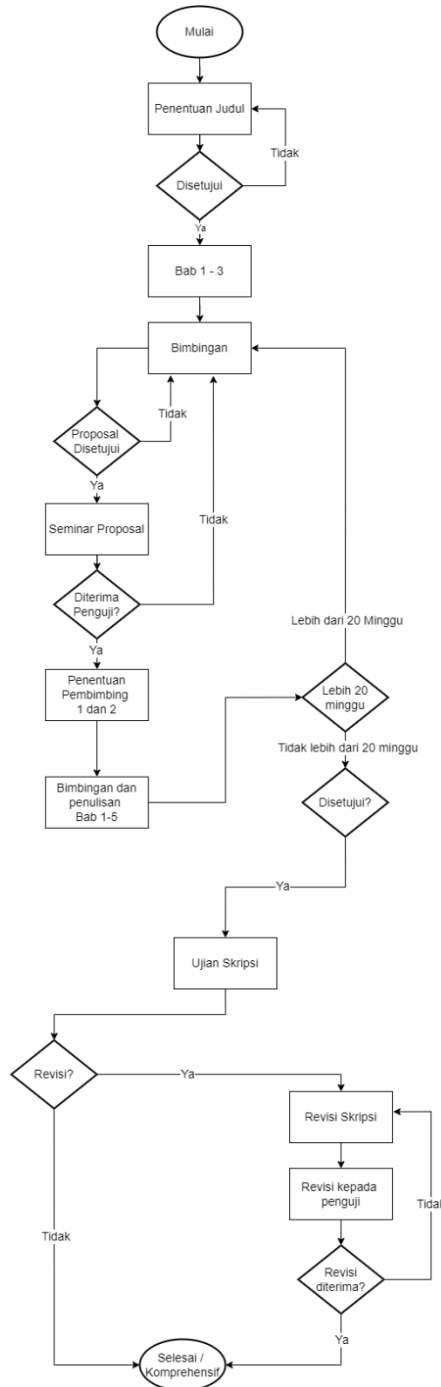 Mulai
Penentuan Judul
Tidak
Disetujui
Ya
Bab 1 - 3
Bimbingan
Tidak
Proposal
Disetujui
Ya
Seminar Proposal
Tidak
Diterima
Penguji?
Lebih dari 20 Minggu
Ya
Penentuan
Pembimbing
1 dan 2
Lebih 20
minggu
Tidak lebih dari 20 minggu
Bimbingan dan
penulisan
Bab 1-5
Disetujui?
Ya
Ujian Skripsi
Revisi?
Ya
Revisi Skripsi
Revisi kepada
penguji
Tidak
Tidak
Revisi
diterima?
Ya
Selesai /
Komprehensif